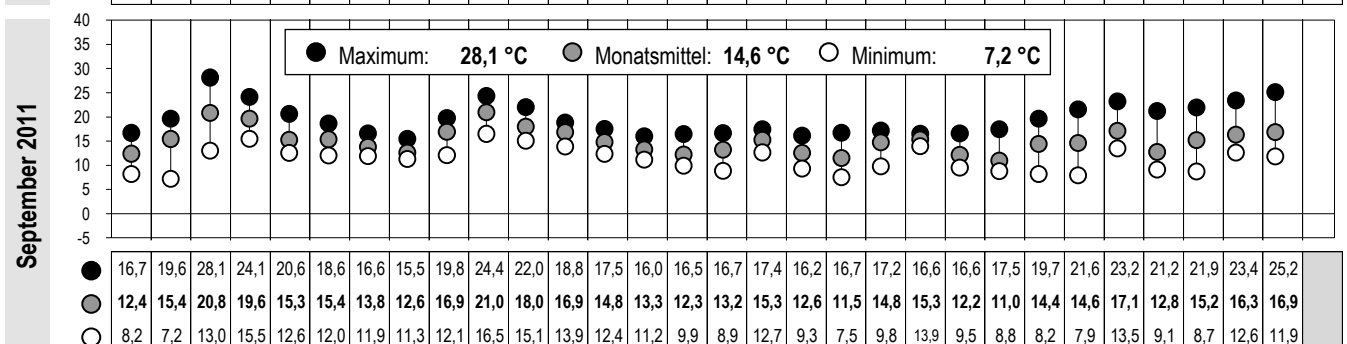 September 2011
40
35
30
25
20
15
10
5
0
-5
Maximum: 28,1 °C Monatsmittel: 14,6 °C Minimum: 7,2 °C
16,7 19,6 28,1 24,1 20,6 18,6 16,6 15,5 19,8 24,4 22,0 18,8 17,5 16,0 16,5 16,7 17,4 16,2 16,7 17,2 16,6 16,6 17,5 19,7 21,6 23,2 21,2 21,9 23,4 25,2
12,4 15,4 20,8 19,6 15,3 15,4 13,8 12,6 16,9 21,0 18,0 16,9 14,8 13,3 12,3 13,2 15,3 12,6 11,5 14,8 15,3 12,2 11,0 14,4 14,6 17,1 12,8 15,2 16,3 16,9
8,2 7,2 13,0 15,5 12,6 12,0 11,9 11,3 12,1 16,5 15,1 13,9 12,4 11,2 9,9 8,9 12,7 9,3 7,5 9,8 13,9 9,5 8,8 8,2 7,9 13,5 9,1 8,7 12,6 11,9